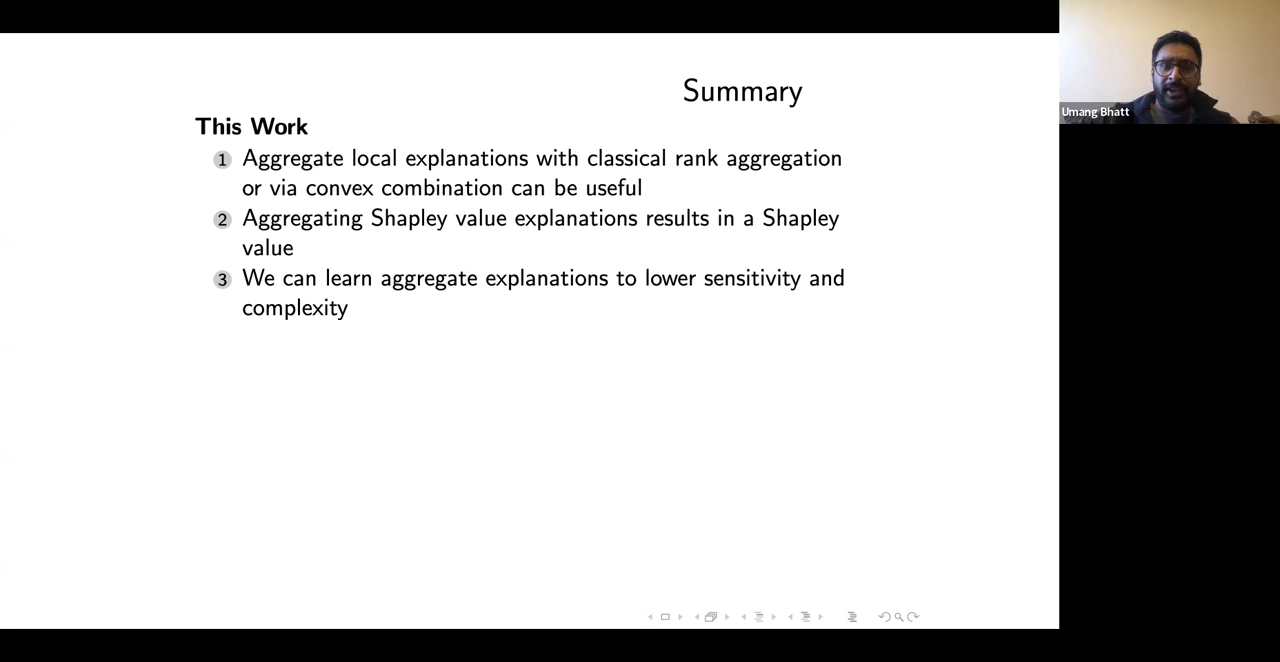 Summary
This Work
1 Aggregate local explanations with classical rank aggregation
or via convex combination can be useful
2 Aggregating Shapley value explanations results in a Shapley
value
3 We can learn aggregate explanations to lower sensitivity and
complexity
Umang Bhatt